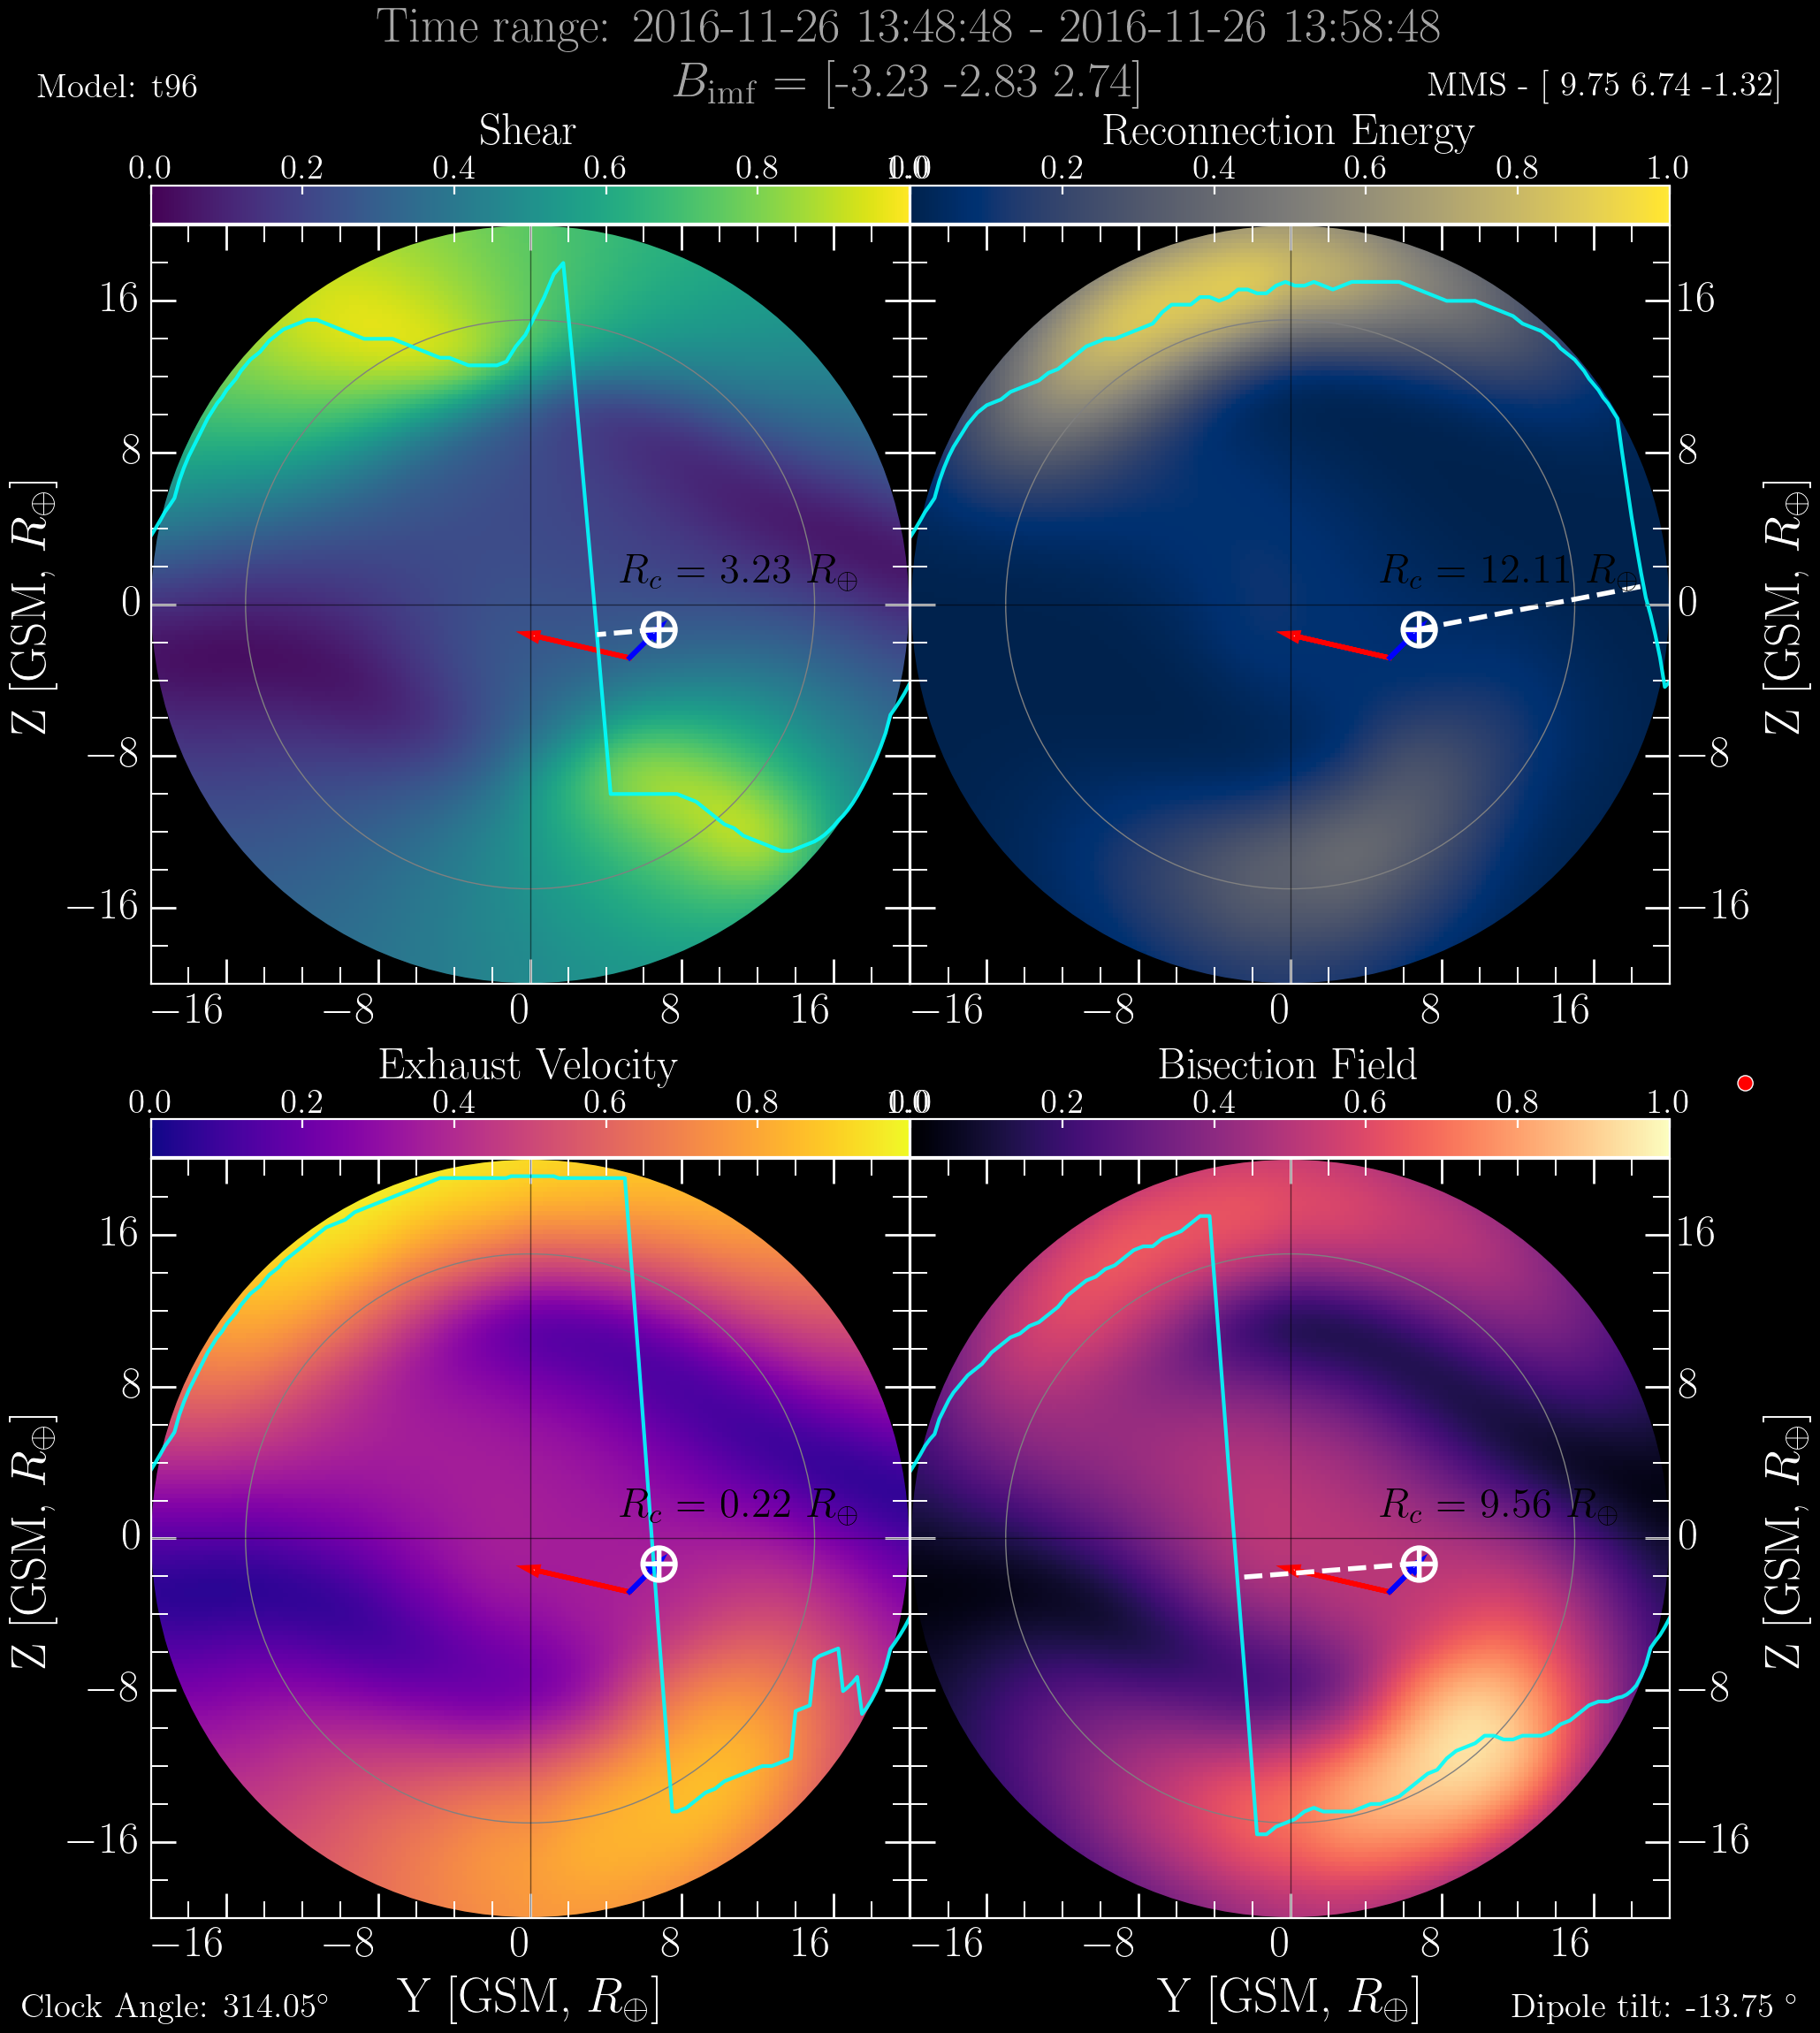 Time range: 2016-11-26 13:48:48 - 2016-11-26 13:58:48
Model: t96
B_imf = [-3.23 -2.83 2.74]
MMS - [ 9.75 6.74 -1.32]
Shear
Reconnection Energy
0.0 0.2 0.4 0.6 0.8 1.0
0.0 0.2 0.4 0.6 0.8 1.0
16
8
0
−8
−16
Z [GSM, R⊕]
R_c = 3.23 R⊕
R_c = 12.11 R⊕
16
8
0
−8
−16
Z [GSM, R⊕]
−16 −8 0 8 16
−16 −8 0 8 16
Exhaust Velocity
Bisection Field
0.0 0.2 0.4 0.6 0.8 1.0
0.0 0.2 0.4 0.6 0.8 1.0
16
8
0
−8
−16
Z [GSM, R⊕]
R_c = 0.22 R⊕
R_c = 9.56 R⊕
16
8
0
−8
−16
Z [GSM, R⊕]
−16 −8 0 8 16
−16 −8 0 8 16
Y [GSM, R⊕]
Y [GSM, R⊕]
Clock Angle: 314.05°
Dipole tilt: -13.75 °